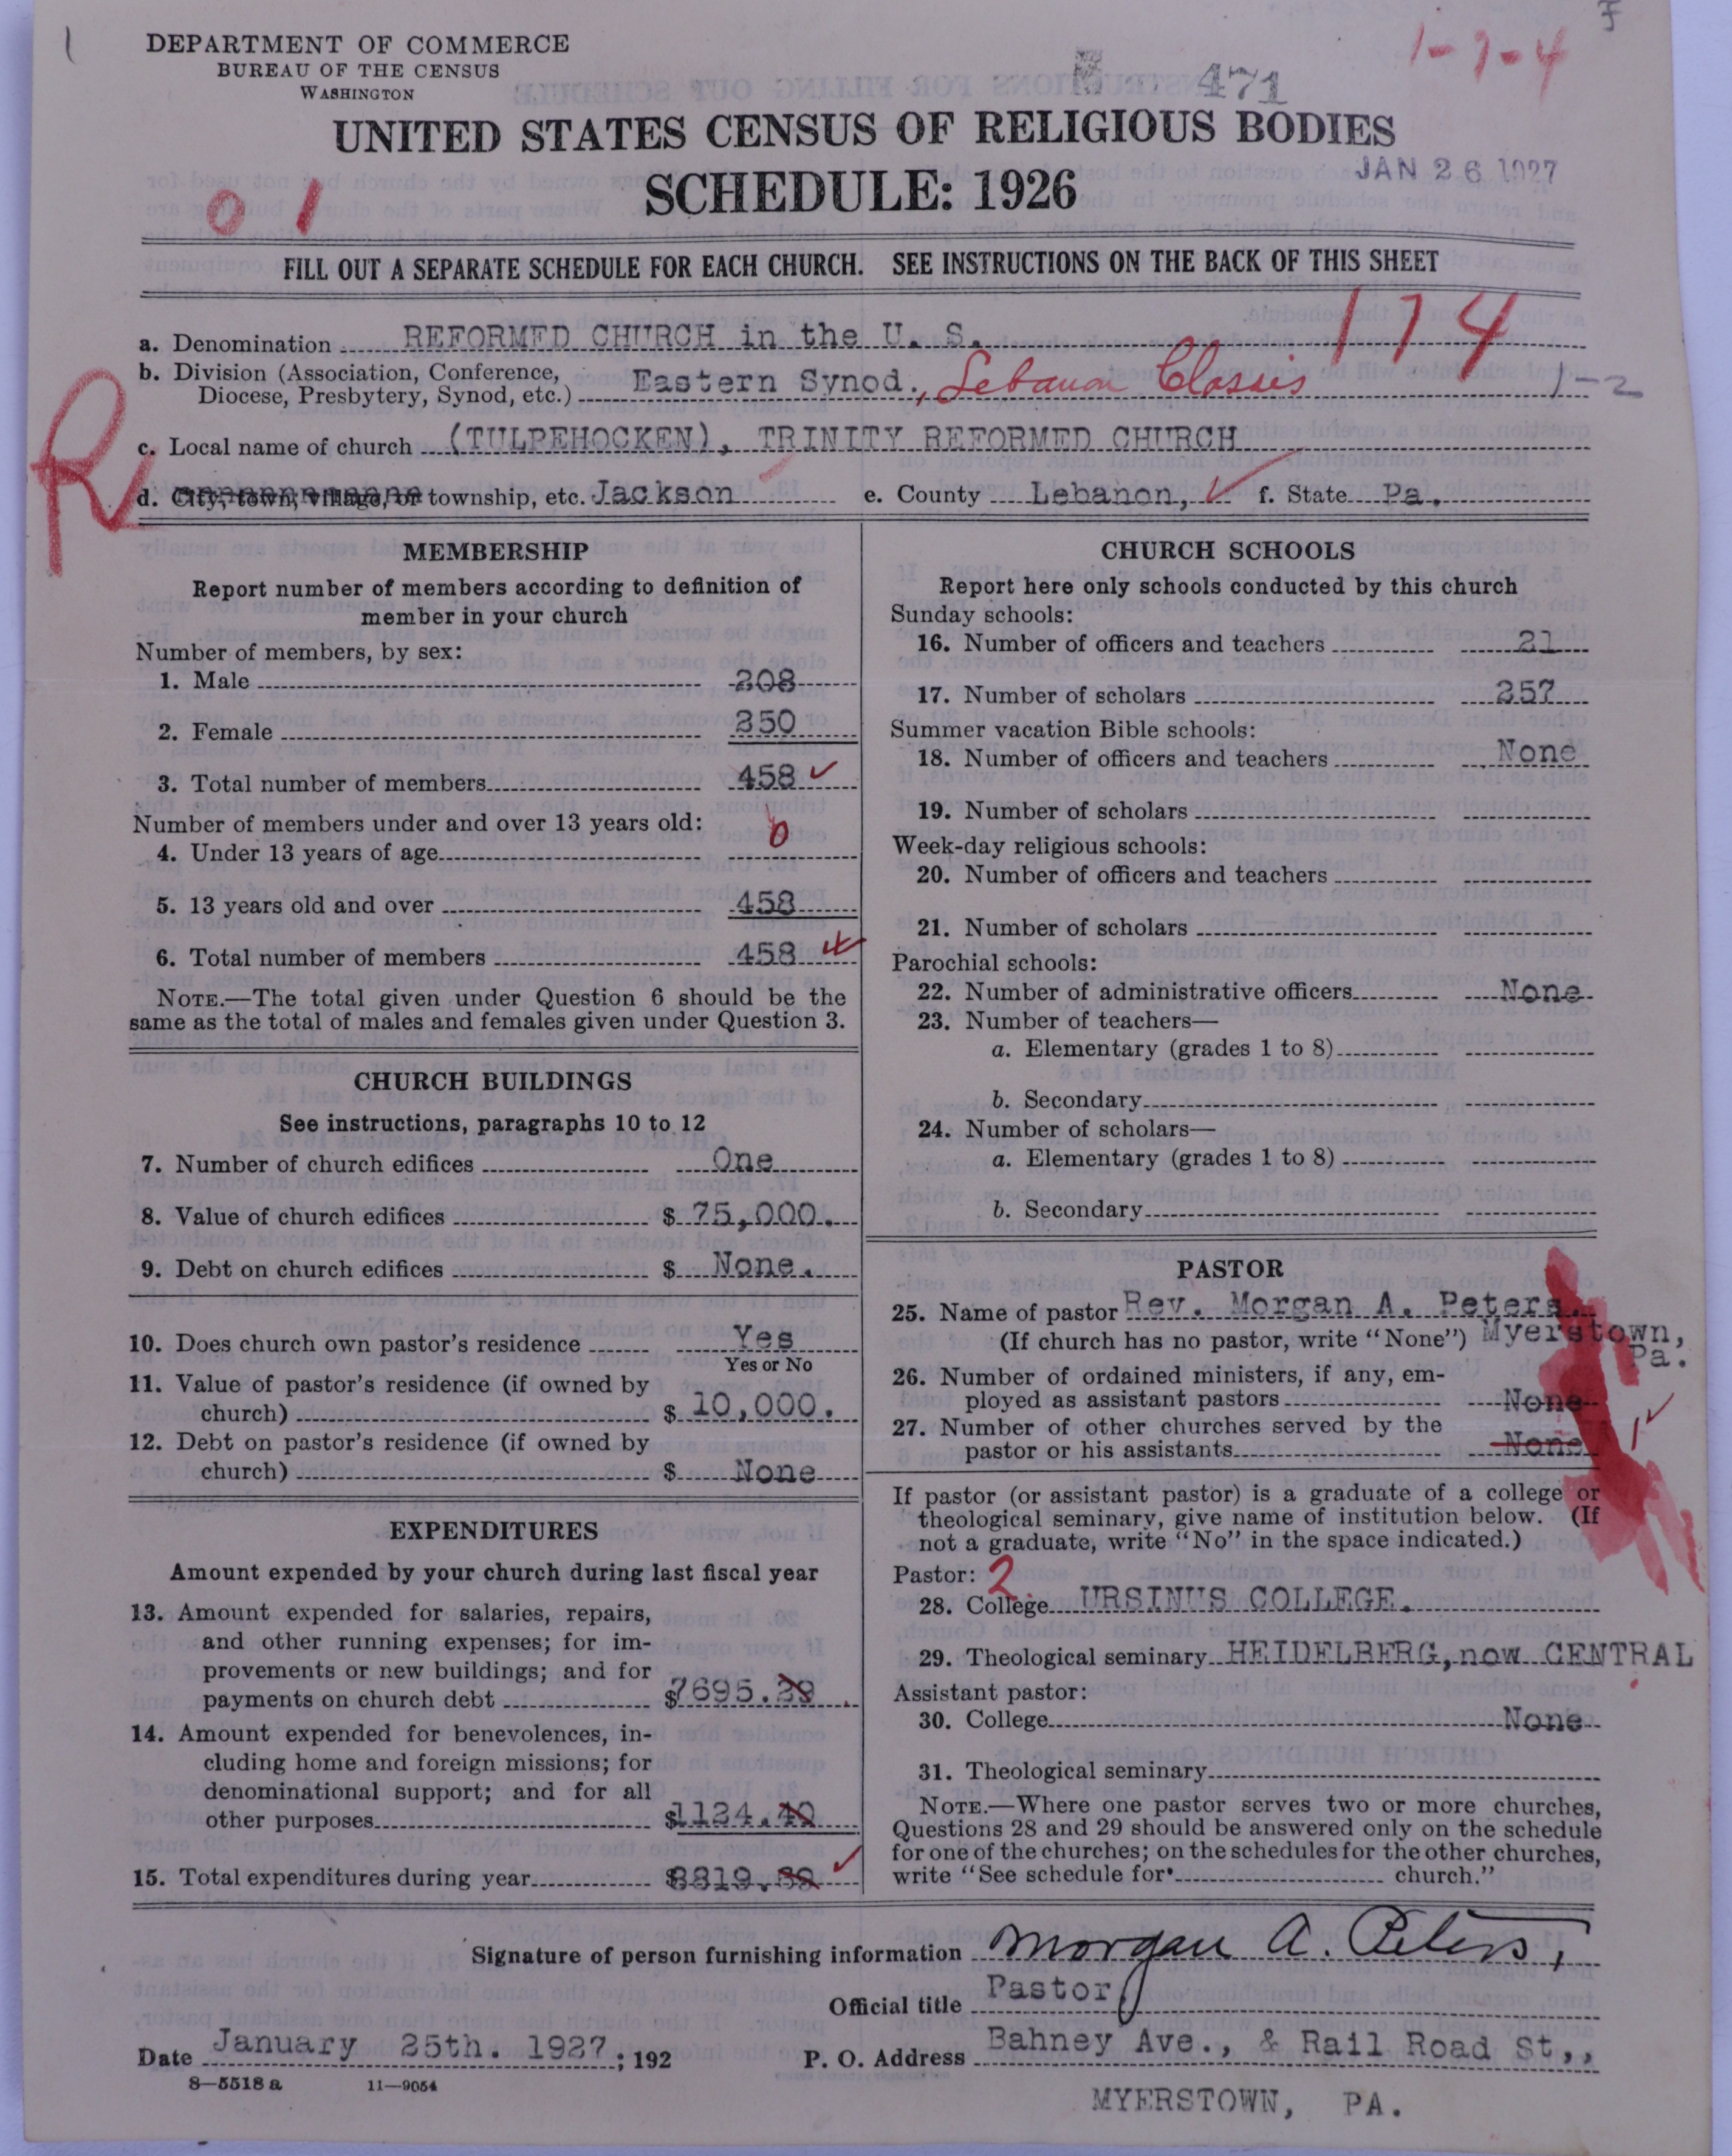 DEPARTMENT OF COMMERCE
BUREAU OF THE CENSUS
WASHINGTON
471
1-7-4
UNITED STATES CENSUS OF RELIGIOUS BODIES
JAN 26 1927
SCHEDULE: 1926
0 1
FILL OUT A SEPARATE SCHEDULE FOR EACH CHURCH. SEE INSTRUCTIONS ON THE BACK OF THIS SHEET
174
a. Denomination REFORMED CHURCH in the U. S.
b. Division (Association, Conference, Diocese, Presbytery, Synod, etc.) Eastern Synod., Lebanon Classis 1-2
c. Local name of church (TULPEHOCKEN), TRINITY REFORMED CHURCH
d. City, town, village, or township, etc. Jackson e. County Lebanon, f. State Pa.
MEMBERSHIP
Report number of members according to definition of
member in your church
Number of members, by sex:
1. Male 208
2. Female 250
3. Total number of members 458
Number of members under and over 13 years old:
4. Under 13 years of age 0
5. 13 years old and over 458
6. Total number of members 458
NOTE.—The total given under Question 6 should be the
same as the total of males and females given under Question 3.
CHURCH BUILDINGS
See instructions, paragraphs 10 to 12
7. Number of church edifices One
8. Value of church edifices $ 75,000.
9. Debt on church edifices $ None.
10. Does church own pastor's residence Yes
Yes or No
11. Value of pastor's residence (if owned by
church) $ 10,000.
12. Debt on pastor's residence (if owned by
church) $ None
EXPENDITURES
Amount expended by your church during last fiscal year
13. Amount expended for salaries, repairs,
and other running expenses; for im-
provements or new buildings; and for
payments on church debt $7695.
14. Amount expended for benevolences, in-
cluding home and foreign missions; for
denominational support; and for all
other purposes $1124.40
15. Total expenditures during year $8819.
CHURCH SCHOOLS
Report here only schools conducted by this church
Sunday schools:
16. Number of officers and teachers 21
17. Number of scholars 257
Summer vacation Bible schools:
18. Number of officers and teachers None
19. Number of scholars
Week-day religious schools:
20. Number of officers and teachers
21. Number of scholars
Parochial schools:
22. Number of administrative officers None
23. Number of teachers—
a. Elementary (grades 1 to 8)
b. Secondary
24. Number of scholars—
a. Elementary (grades 1 to 8)
b. Secondary
PASTOR
25. Name of pastor Rev. Morgan A. Peters.
(If church has no pastor, write "None") Myerstown,
Pa.
26. Number of ordained ministers, if any, em-
ployed as assistant pastors None
27. Number of other churches served by the
pastor or his assistants None 1
If pastor (or assistant pastor) is a graduate of a college or
theological seminary, give name of institution below. (If
not a graduate, write "No" in the space indicated.)
Pastor: 2
28. College URSINUS COLLEGE.
29. Theological seminary HEIDELBERG, now CENTRAL
Assistant pastor:
30. College None
31. Theological seminary
NOTE.—Where one pastor serves two or more churches,
Questions 28 and 29 should be answered only on the schedule
for one of the churches; on the schedules for the other churches,
write "See schedule for church."
Signature of person furnishing information Morgan A. Peters,
Official title Pastor
Date January 25th. 1927; 192 P. O. Address Bahney Ave., & Rail Road St,,
8—5518 a 11—9054
MYERSTOWN, PA.